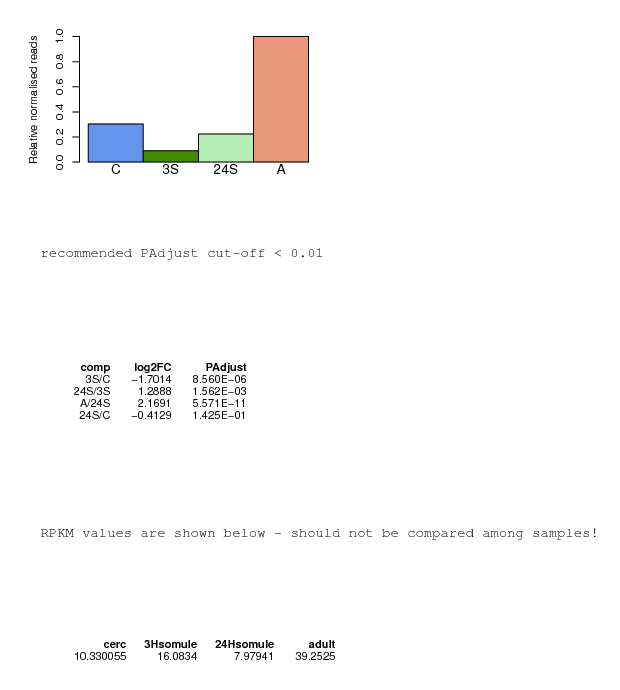 Relative normalised reads
1.0
0.8
0.6
0.4
0.2
0.0
C 3S 24S A
recommended PAdjust cut-off < 0.01
comp log2FC PAdjust
3S/C −1.7014 8.560E−06
24S/3S 1.2888 1.562E−03
A/24S 2.1691 5.571E−11
24S/C −0.4129 1.425E−01
RPKM values are shown below - should not be compared among samples!
cerc 3Hsomule 24Hsomule adult
10.330055 16.0834 7.97941 39.2525